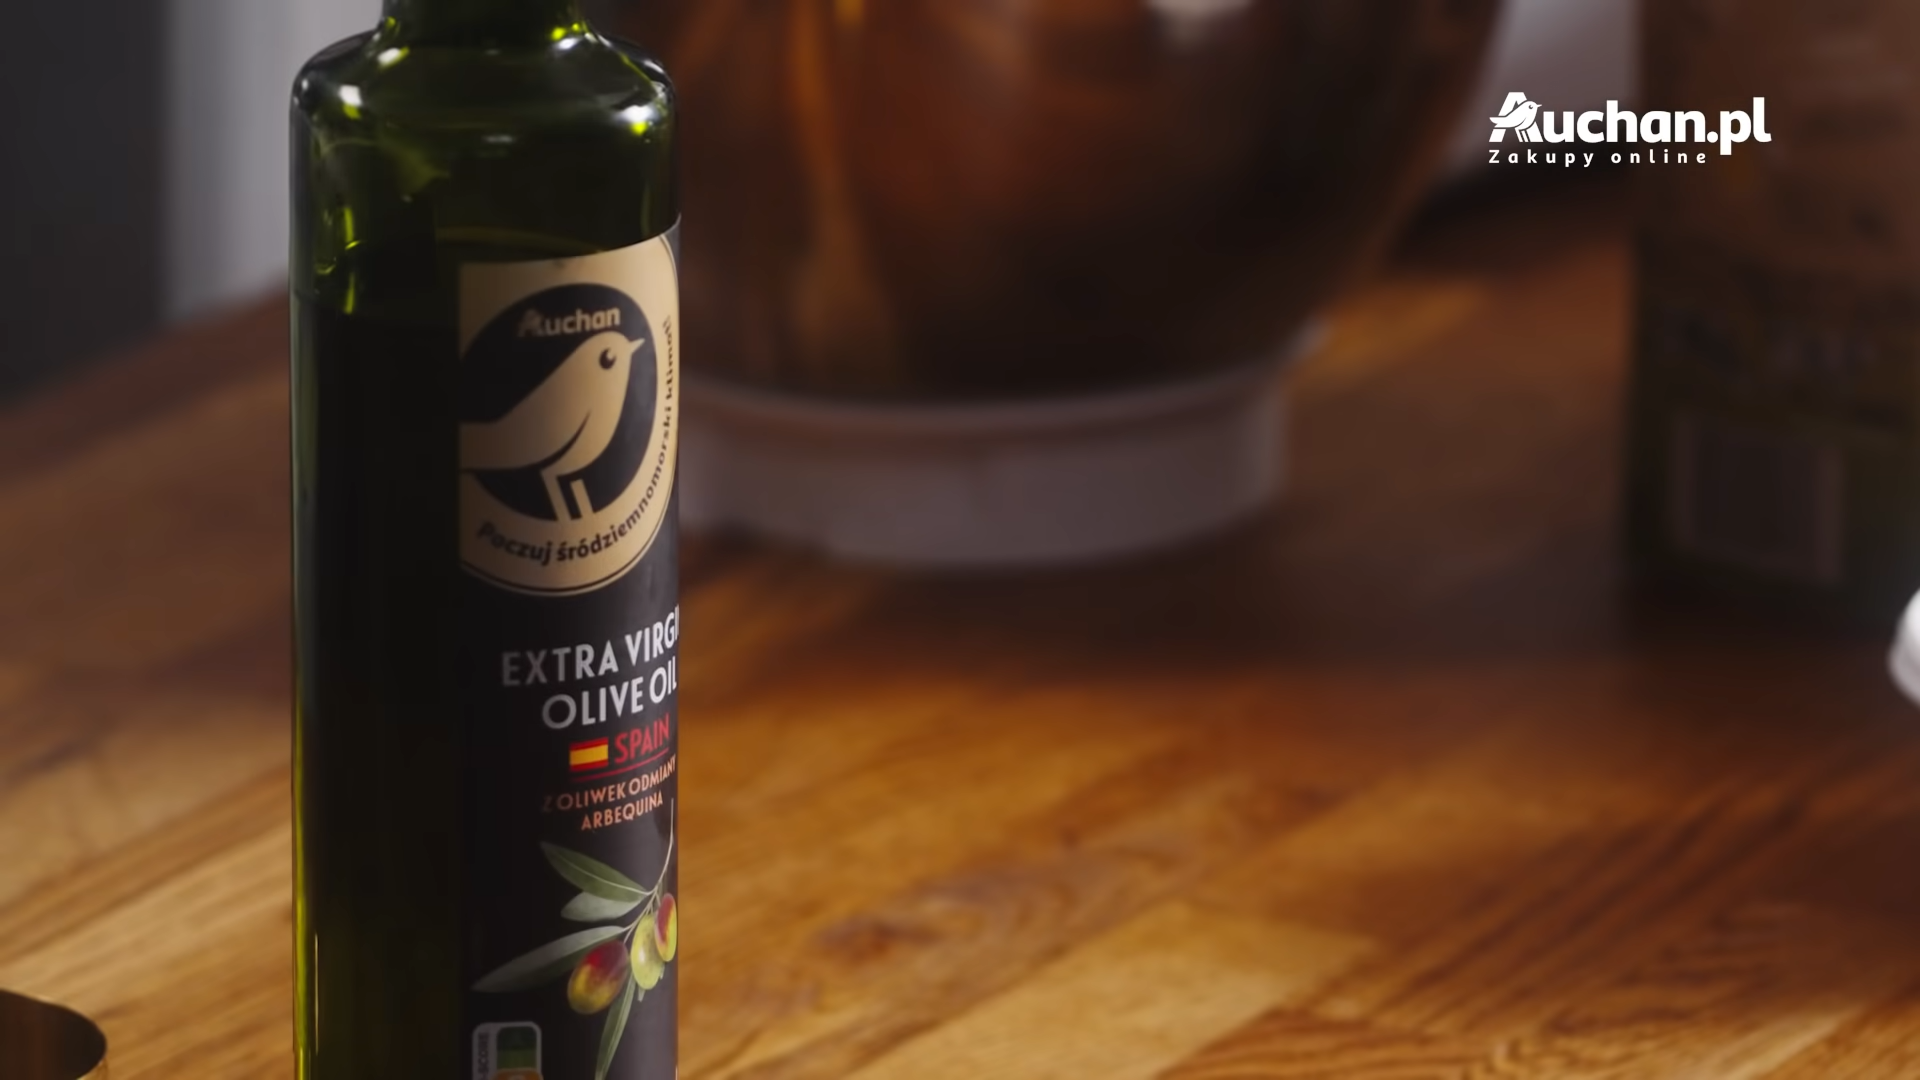 Auchan.pl
Zakupy online
Auchan
Poczuj śródziemnomorski klimat!
EXTRA VIRGI
OLIVE OIL
SPAIN
Z OLIWEK ODMIANY
ARBEQUINA